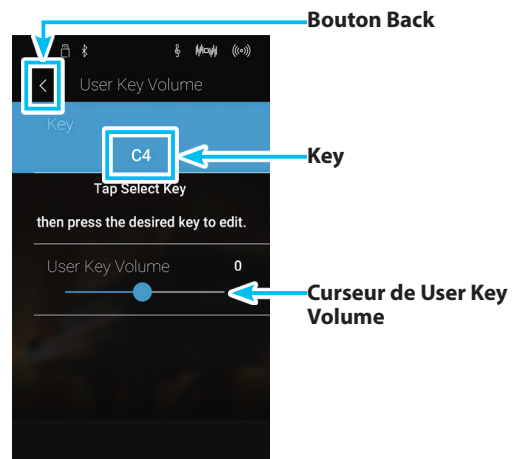 Bouton Back
User Key Volume
Key
C4
Key
Tap Select Key
then press the desired key to edit.
User Key Volume 0
Curseur de User Key
Volume